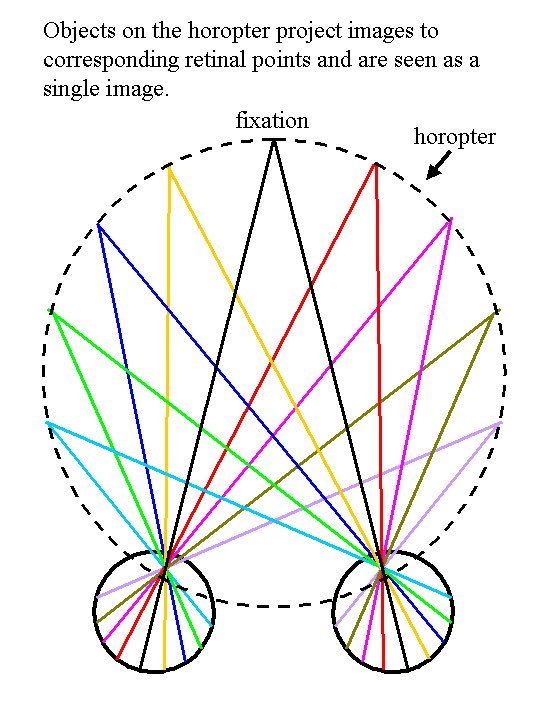 Objects on the horopter project images to
corresponding retinal points and are seen as a
single image.
fixation
horopter